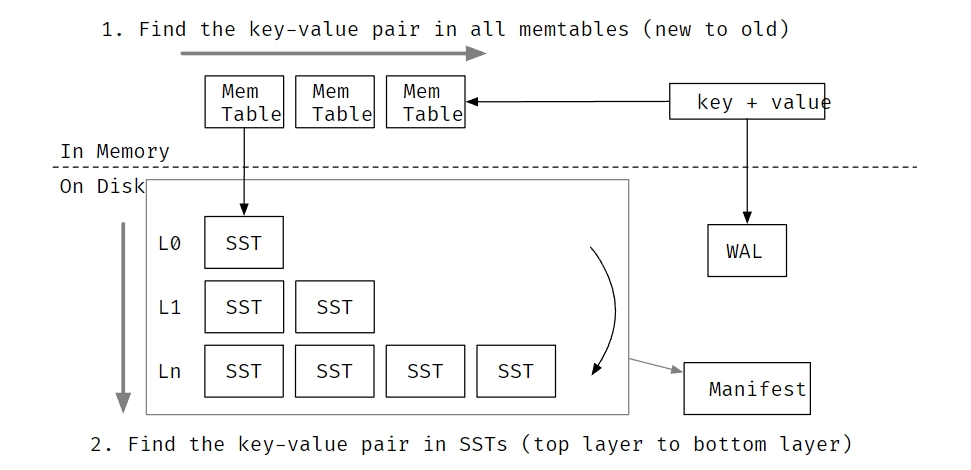 1. Find the key-value pair in all memtables (new to old)
Mem
Table
Mem
Table
Mem
Table
key + value
In Memory
On Disk
L0
SST
WAL
L1
SST
SST
Ln
SST
SST
SST
SST
Manifest
2. Find the key-value pair in SSTs (top layer to bottom layer)